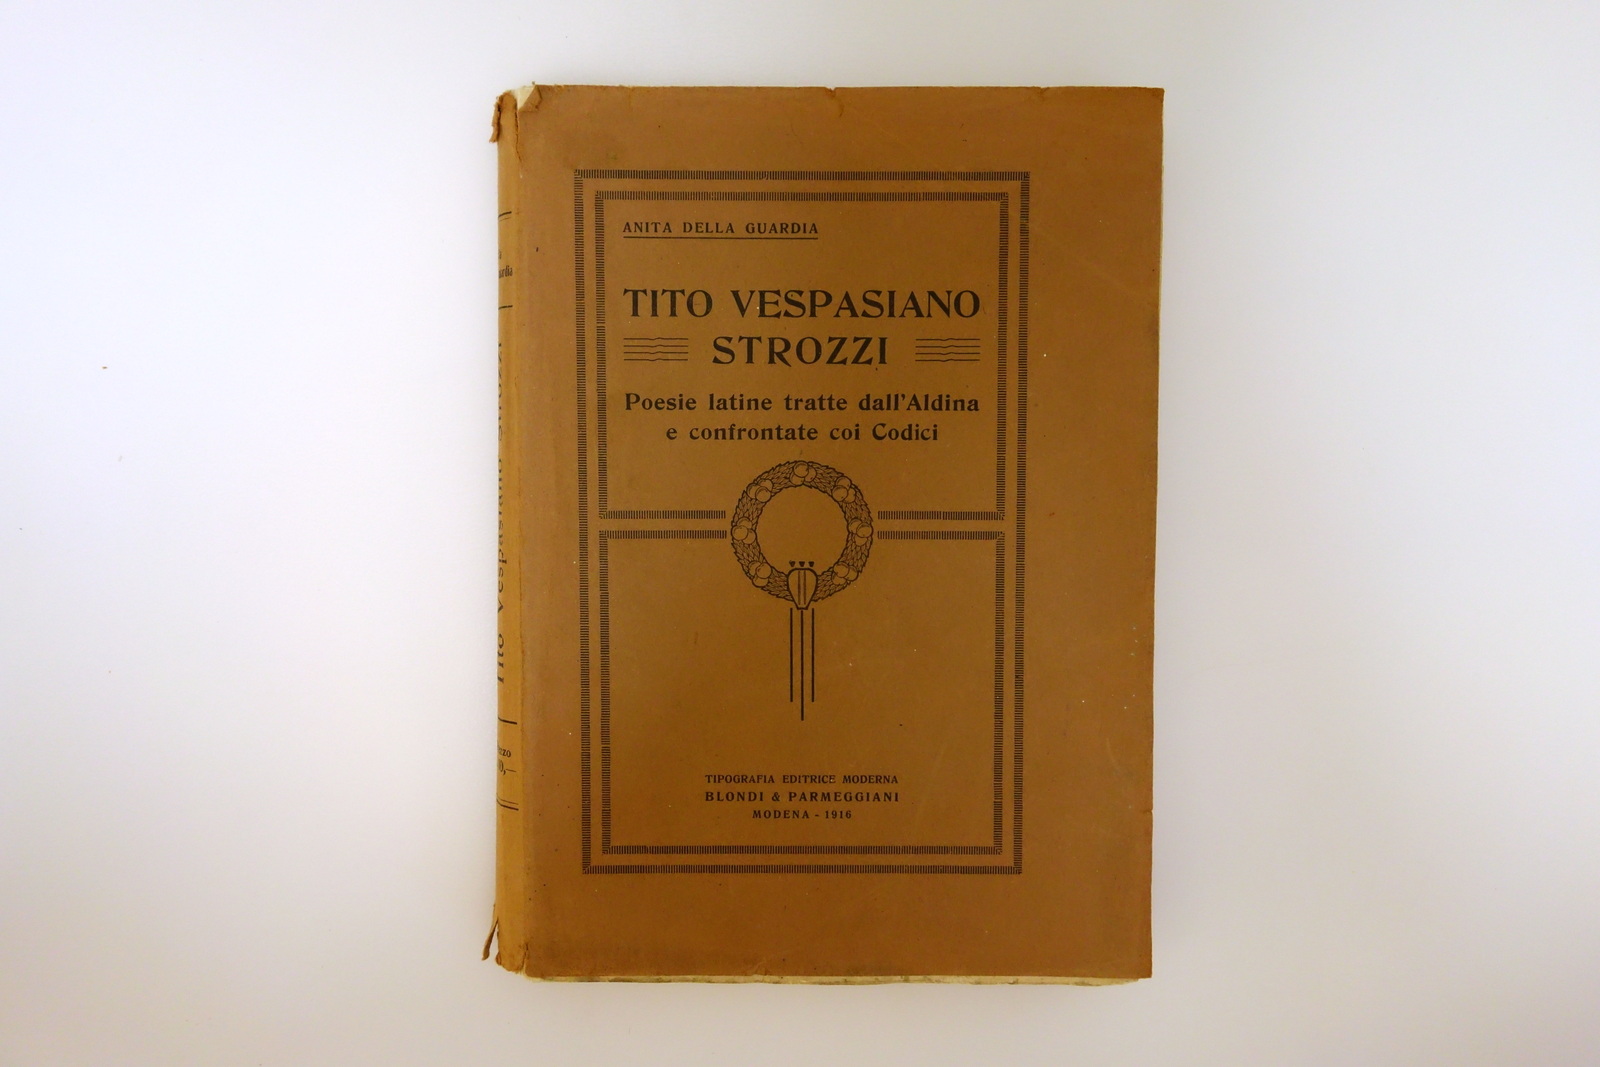 ANITA DELLA GUARDIA
TITO VESPASIANO
STROZZI
Poesie latine tratte dall'Aldina
e confrontate coi Codici
TIPOGRAFIA EDITRICE MODERNA
BLONDI & PARMEGGIANI
MODENA - 1916
Tito Vespasiano Strozzi